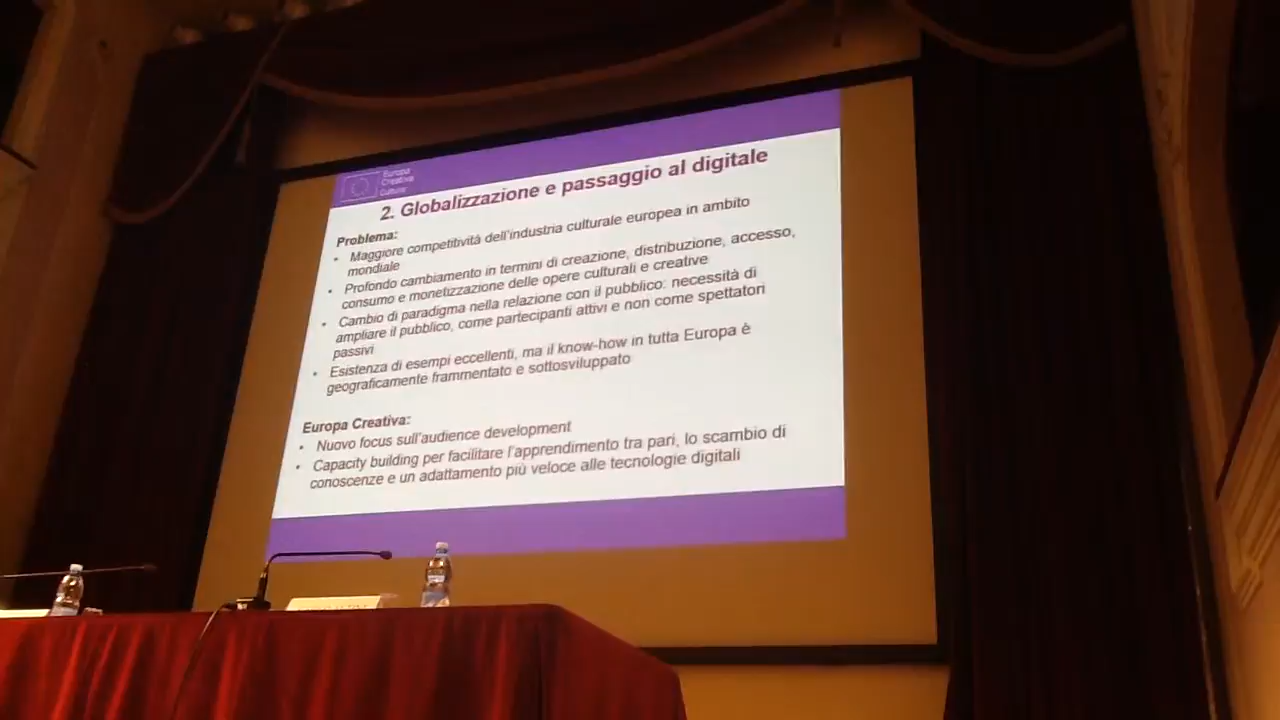 Europa
Creativa
Cultura
2. Globalizzazione e passaggio al digitale
Problema:
• Maggiore competitività dell'industria culturale europea in ambito
mondiale
• Profondo cambiamento in termini di creazione, distribuzione, accesso,
consumo e monetizzazione delle opere culturali e creative
• Cambio di paradigma nella relazione con il pubblico: necessità di
ampliare il pubblico, come partecipanti attivi e non come spettatori
passivi
• Esistenza di esempi eccellenti, ma il know-how in tutta Europa è
geograficamente frammentato e sottosviluppato
Europa Creativa:
• Nuovo focus sull'audience development
• Capacity building per facilitare l'apprendimento tra pari, lo scambio di
conoscenze e un adattamento più veloce alle tecnologie digitali